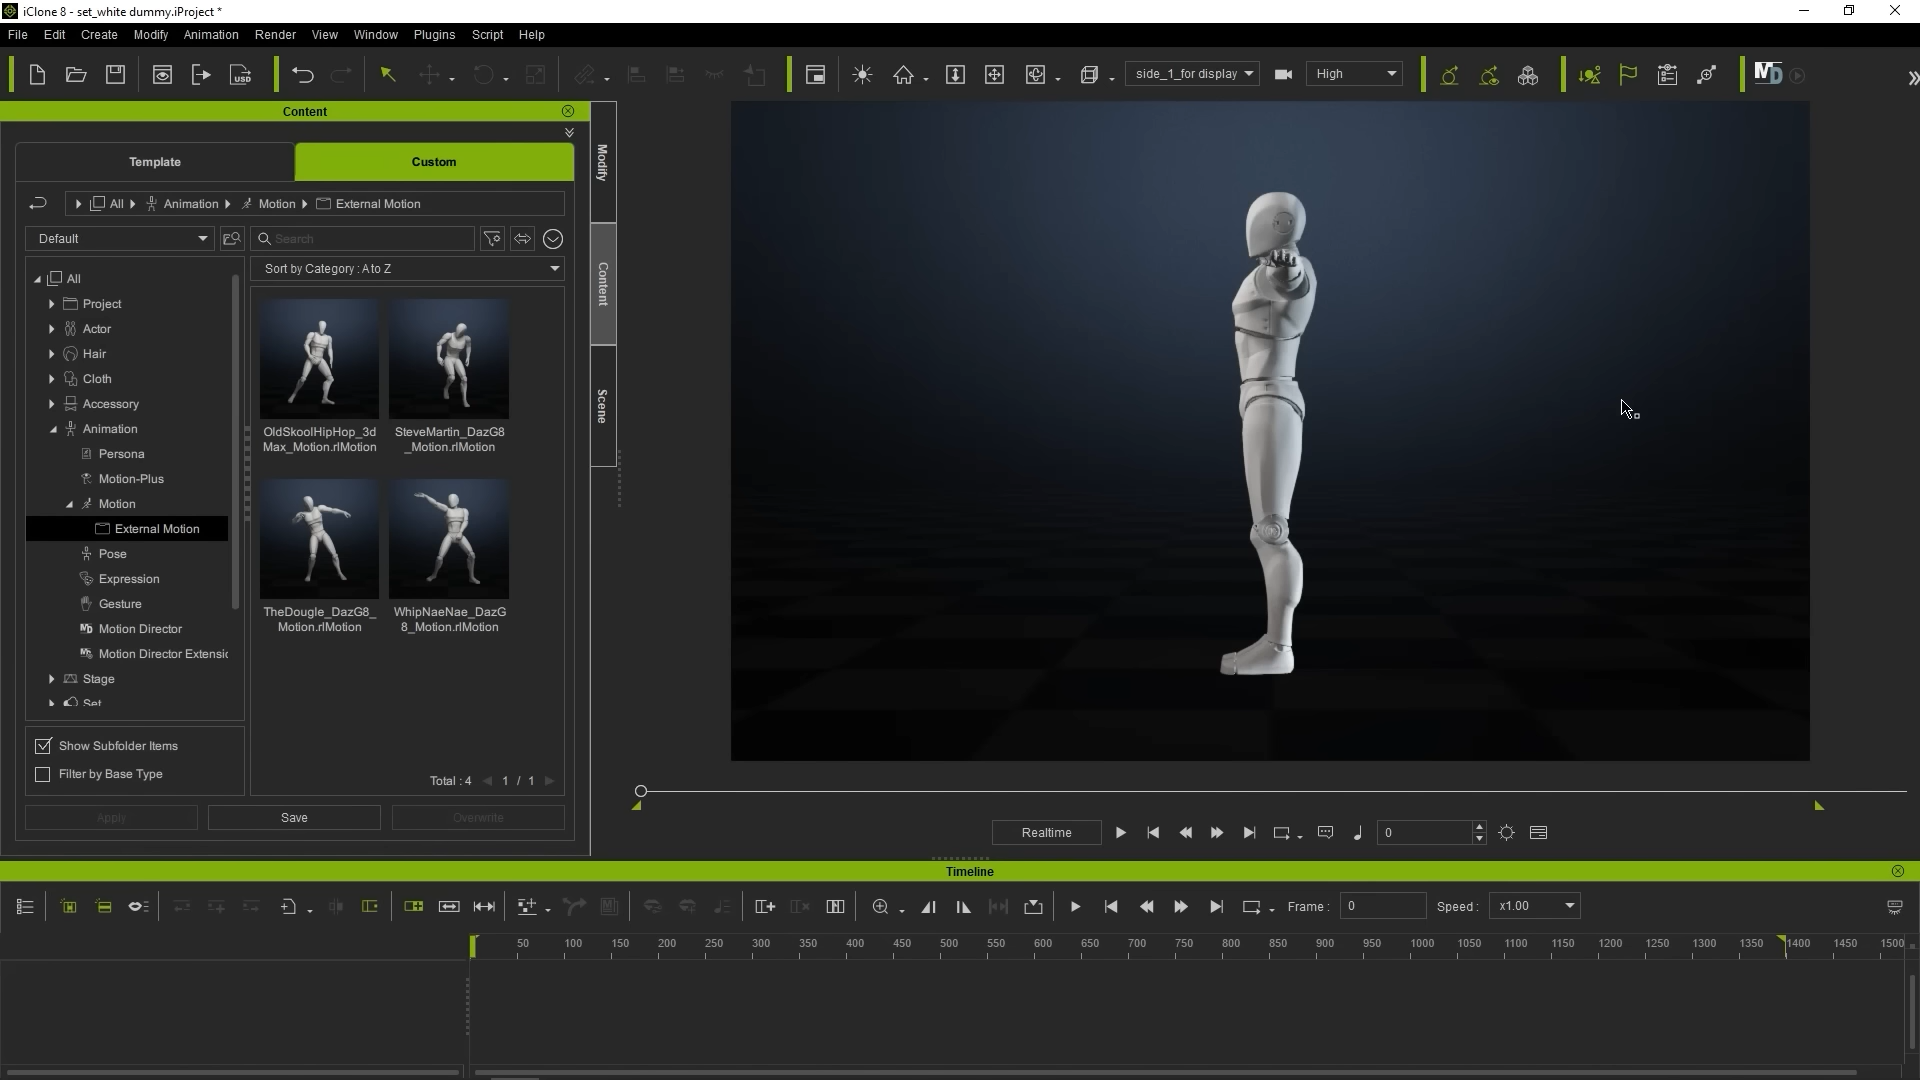 iClone 8 - set_white dummy.iProject *
File Edit Create Modify Animation Render View Window Plugins Script Help
USD
side_1_for display
High
MD
Content
Template
Custom
All
Animation
Motion
External Motion
Default
Search
Sort by Category : A to Z
All
Project
Actor
Hair
Cloth
Accessory
Animation
Persona
Motion-Plus
Motion
External Motion
Pose
Expression
Gesture
Motion Director
Motion Director Extensic
Stage
Set
OldSkoolHipHop_3d
Max_Motion.rlMotion
SteveMartin_DazG8
_Motion.rlMotion
TheDougle_DazG8_
Motion.rlMotion
WhipNaeNae_DazG
8_Motion.rlMotion
Show Subfolder Items
Filter by Base Type
Total : 4 1 / 1
Apply
Save
Overwrite
Modify
Content
Scene
Realtime
0
Timeline
Frame : 0
Speed : x1.00
50 100 150 200 250 300 350 400 450 500 550 600 650 700 750 800 850 900 950 1000 1050 1100 1150 1200 1250 1300 1350 1400 1450 1500